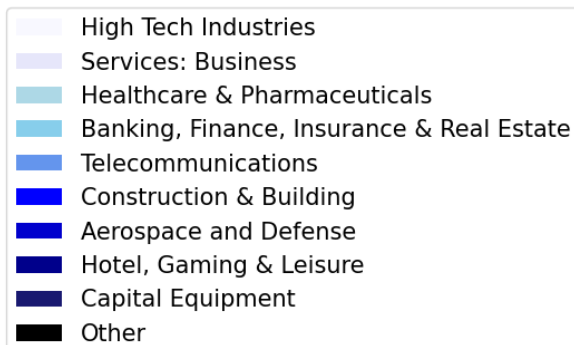 High Tech Industries
Services: Business
Healthcare & Pharmaceuticals
Banking, Finance, Insurance & Real Estate
Telecommunications
Construction & Building
Aerospace and Defense
Hotel, Gaming & Leisure
Capital Equipment
Other